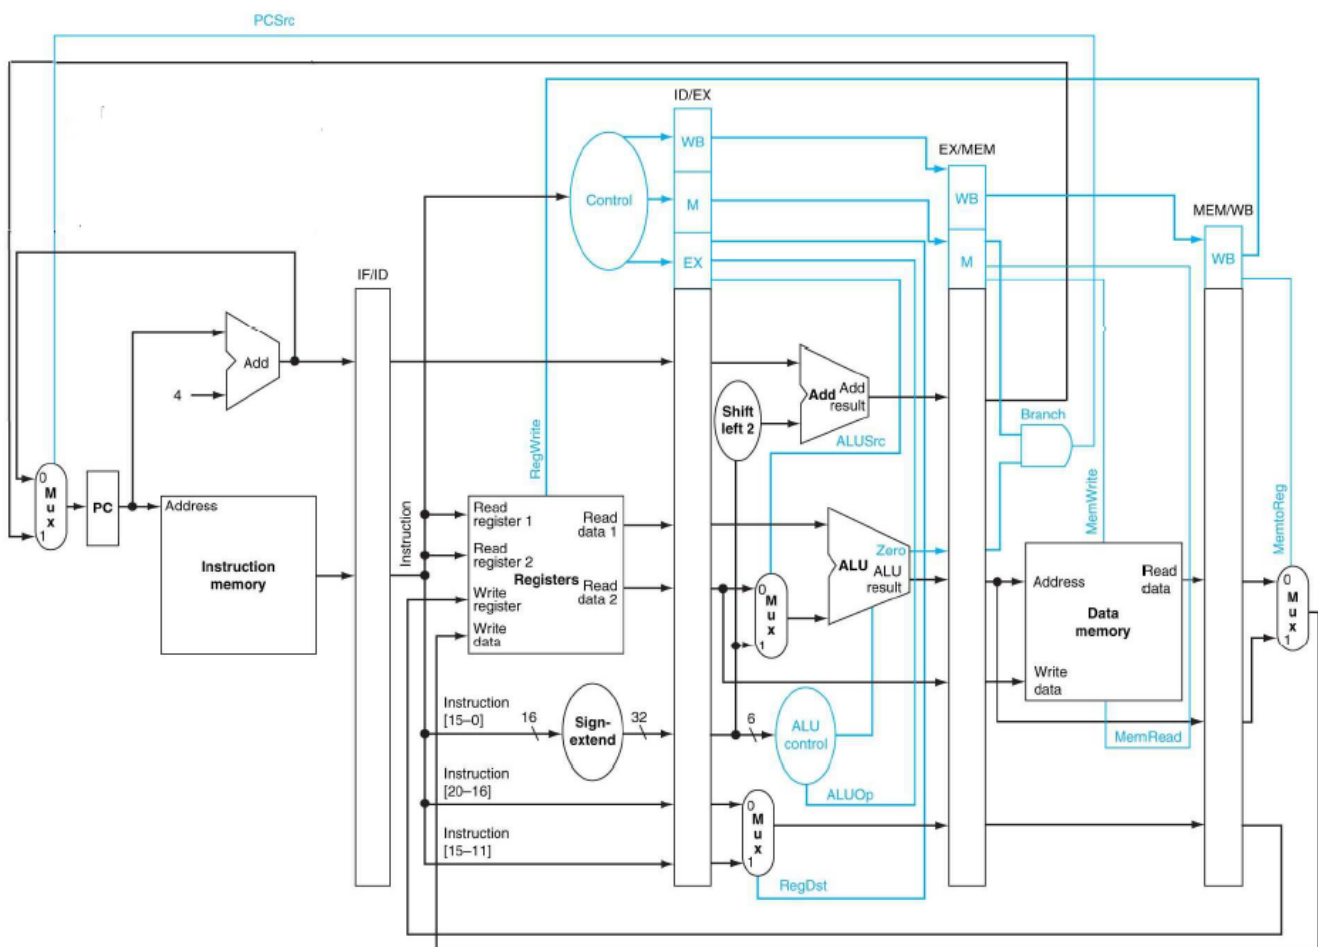 PCSrc
ID/EX
WB
EX/MEM
Control
M
WB
MEM/WB
EX
M
WB
IF/ID
Add
4
Shift
left 2
Add
Add
result
Branch
ALUSrc
RegWrite
MemWrite
MemtoReg
Instruction
0
M
u
x
1
PC
Address
Instruction
memory
Read
register 1
Read
data 1
Read
register 2
Registers
Write
register
Read
data 2
Write
data
0
M
u
x
1
Zero
ALU
ALU
result
Address
Read
data
Data
memory
Write
data
0
M
u
x
1
Instruction
[15–0]
16
Sign-
extend
32
6
ALU
control
MemRead
Instruction
[20–16]
ALUOp
0
M
u
x
1
Instruction
[15–11]
RegDst